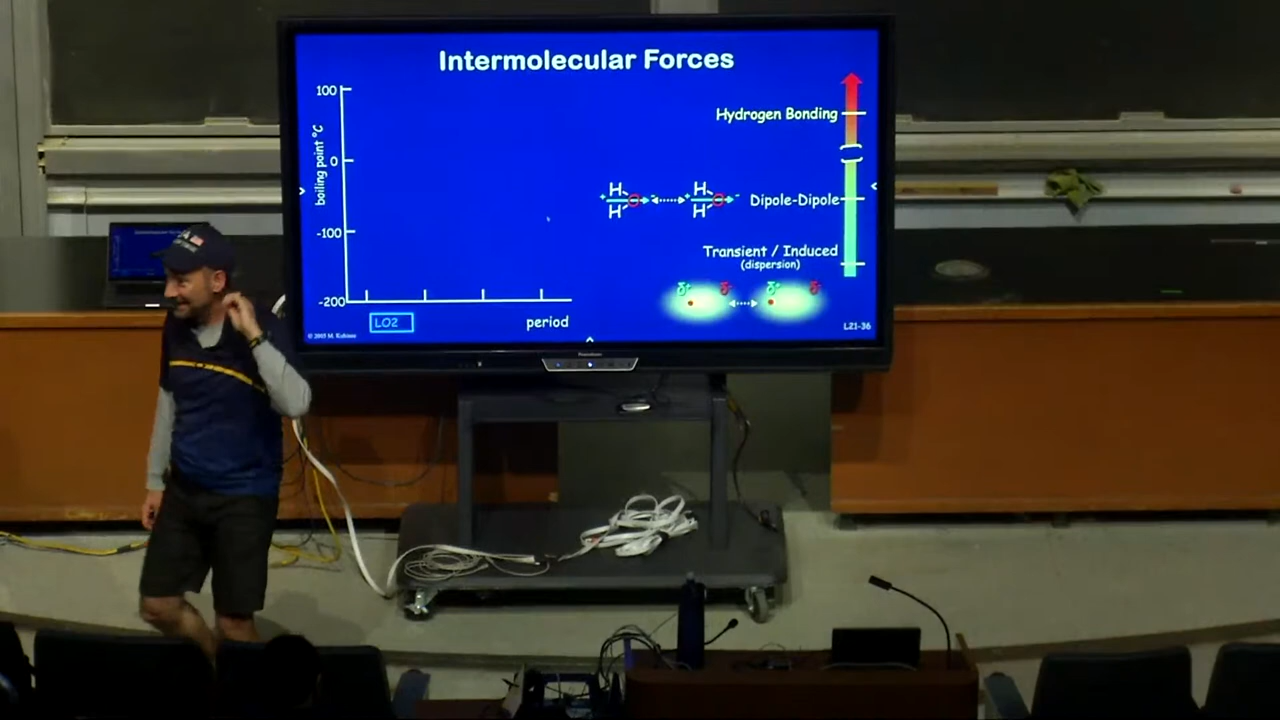 Intermolecular Forces
100
0
-100
-200
boiling point °C
period
LO2
Hydrogen Bonding
Dipole-Dipole
+ H H - + H H -
Transient / Induced
(dispersion)
δ+ δ- δ+ δ-
L21-36